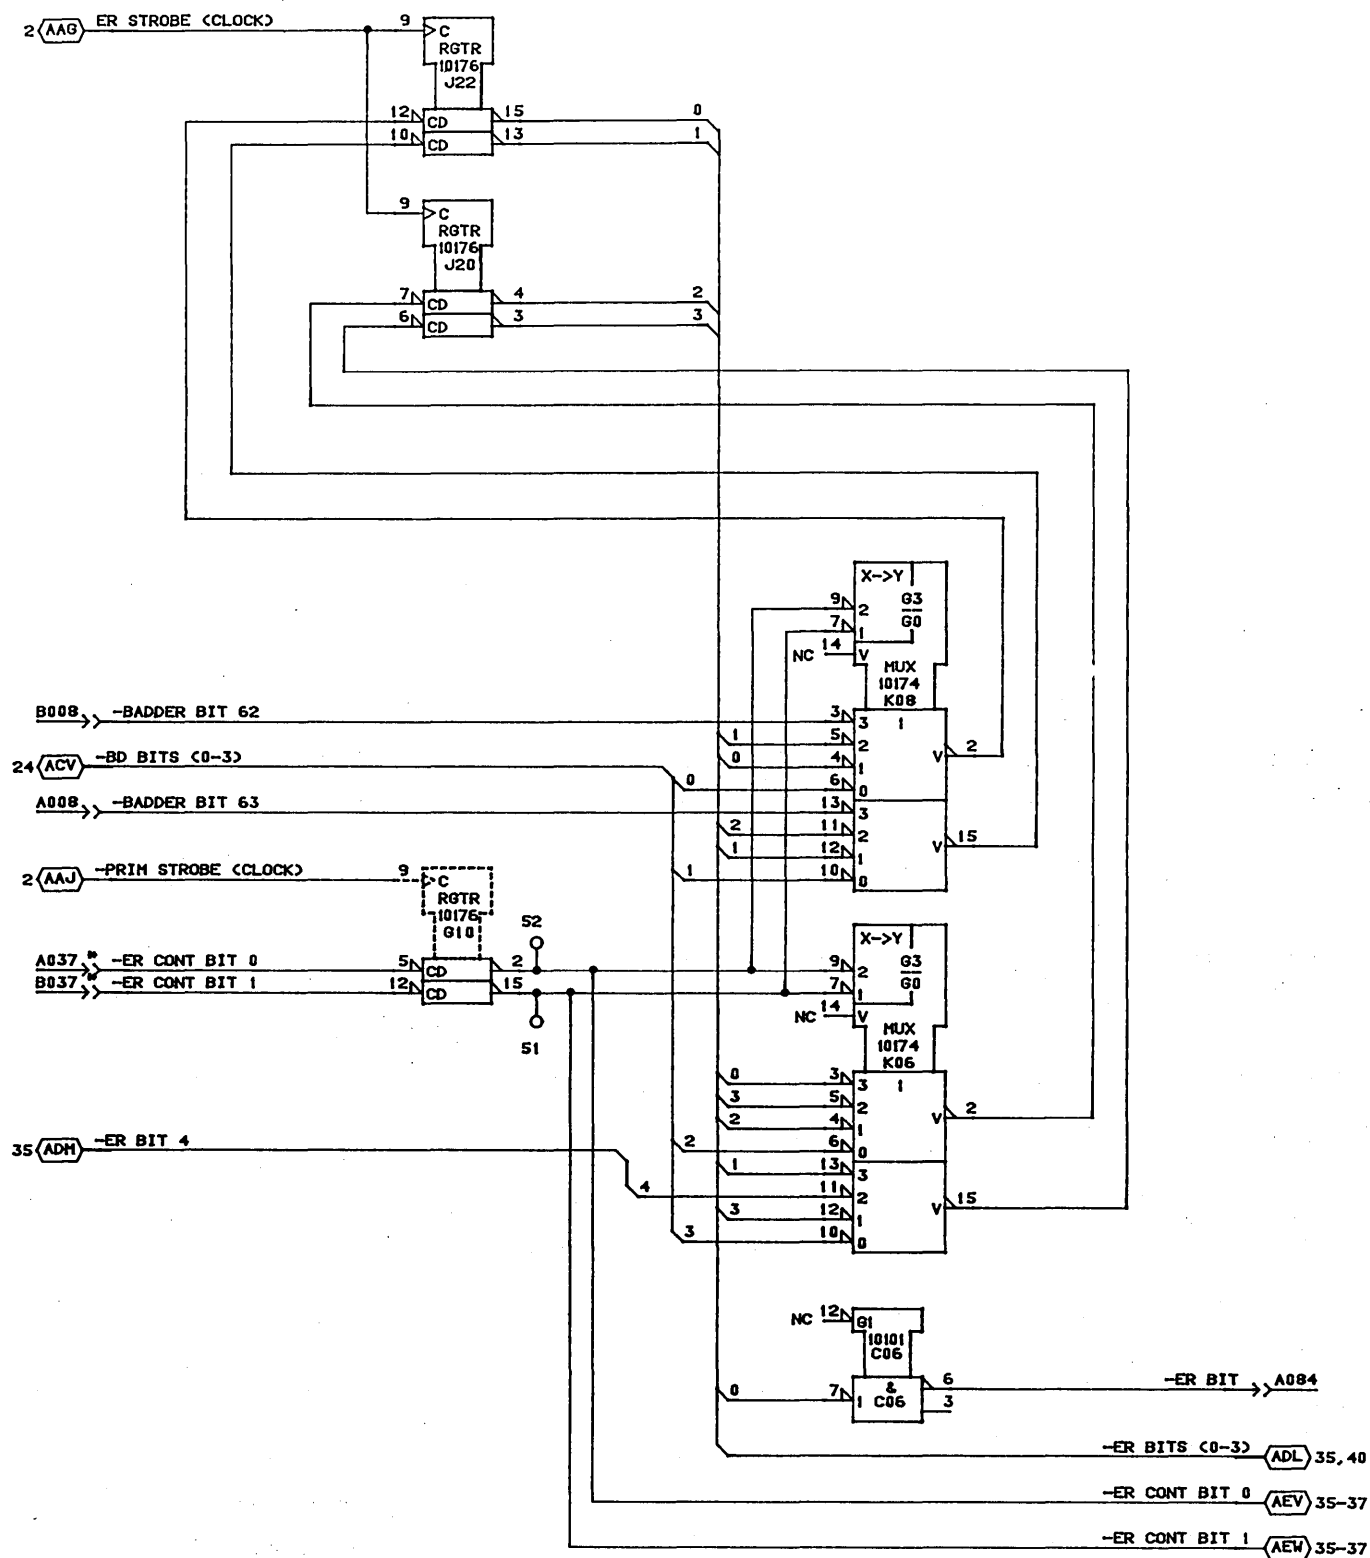 2 AAG ER STROBE (CLOCK) 9 C
RGTR
10176
J22
12 CD 15 0
10 CD 13 1
9 C
RGTR
10176
J20
7 CD 4 2
6 CD 3 3
X->Y
9 2 G3
7 1 G0
NC 14 V
MUX
10174
K08
B008 -BADDER BIT 62 3 3 1
1 5 2
V 2
24 ACV -BD BITS (0-3) 0 4 1
0 6 0
A008 -BADDER BIT 63 13 3
2 11 2
V 15
1 12 1
2 AAJ -PRIM STROBE (CLOCK) 9 C
1 10 0
RGTR
10176
G10
52
A037 -ER CONT BIT 0 5 CD 2
B037 -ER CONT BIT 1 12 CD 15
51
X->Y
9 2 G3
7 1 G0
NC 14 V
MUX
10174
K06
0 3 3 1
3 5 2
2 4 1
V 2
35 ADM -ER BIT 4
2 6 0
1 13 3
4 11 2
V 15
3 12 1
3 10 0
NC 12 G1
10101
C06
0 7 1 & 6 -ER BIT A084
C06 3
-ER BITS (0-3) ADL 35,40
-ER CONT BIT 0 AEV 35-37
-ER CONT BIT 1 AEW 35-37